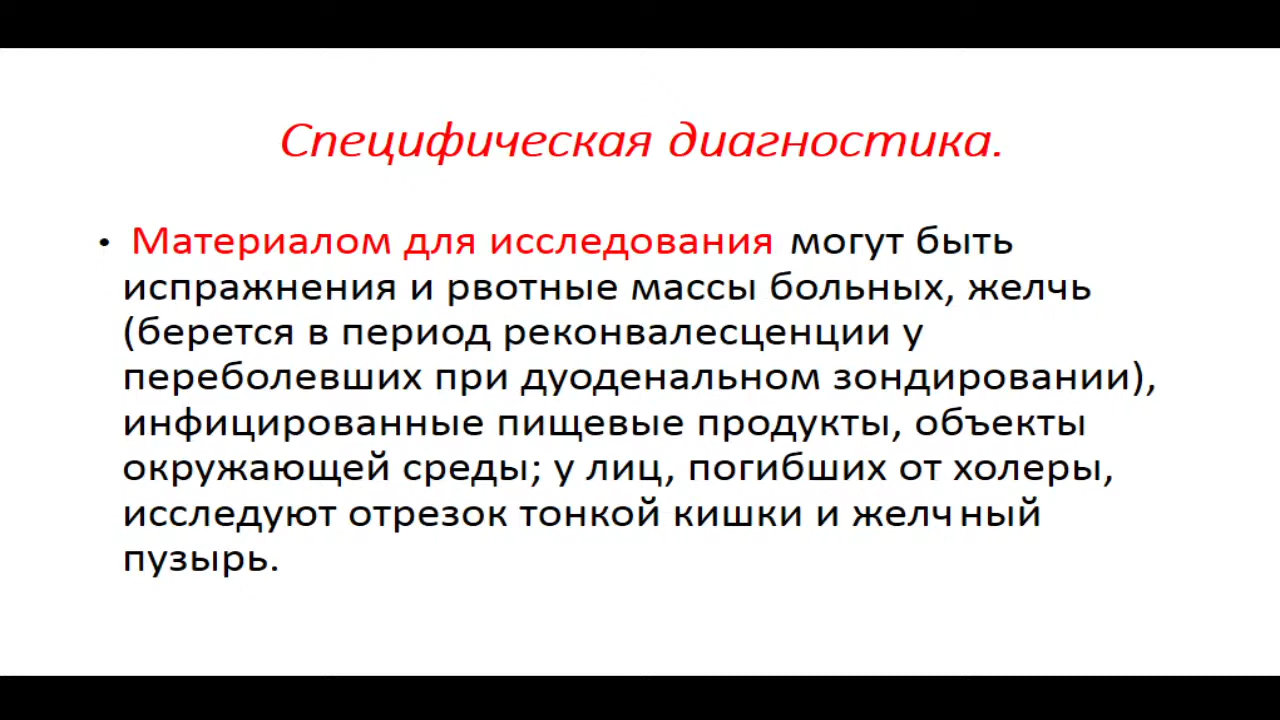 Специфическая диагностика.
• Материалом для исследования могут быть
испражнения и рвотные массы больных, желчь
(берется в период реконвалесценции у
переболевших при дуоденальном зондировании),
инфицированные пищевые продукты, объекты
окружающей среды; у лиц, погибших от холеры,
исследуют отрезок тонкой кишки и желчный
пузырь.